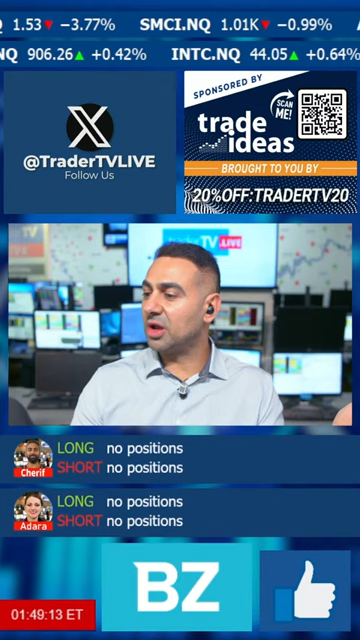 1.53 −3.77% SMCI.NQ 1.01K −0.99%
NQ 906.26 +0.42% INTC.NQ 44.05 +0.64%
@TraderTVLIVE
Follow Us
SPONSORED BY
SCAN ME!
trade
ideas
BROUGHT TO YOU BY
20%OFF:TRADERTV20
TV.LIVE
LONG no positions
SHORT no positions
Cherif
LONG no positions
SHORT no positions
Adara
01:49:13 ET
BZ